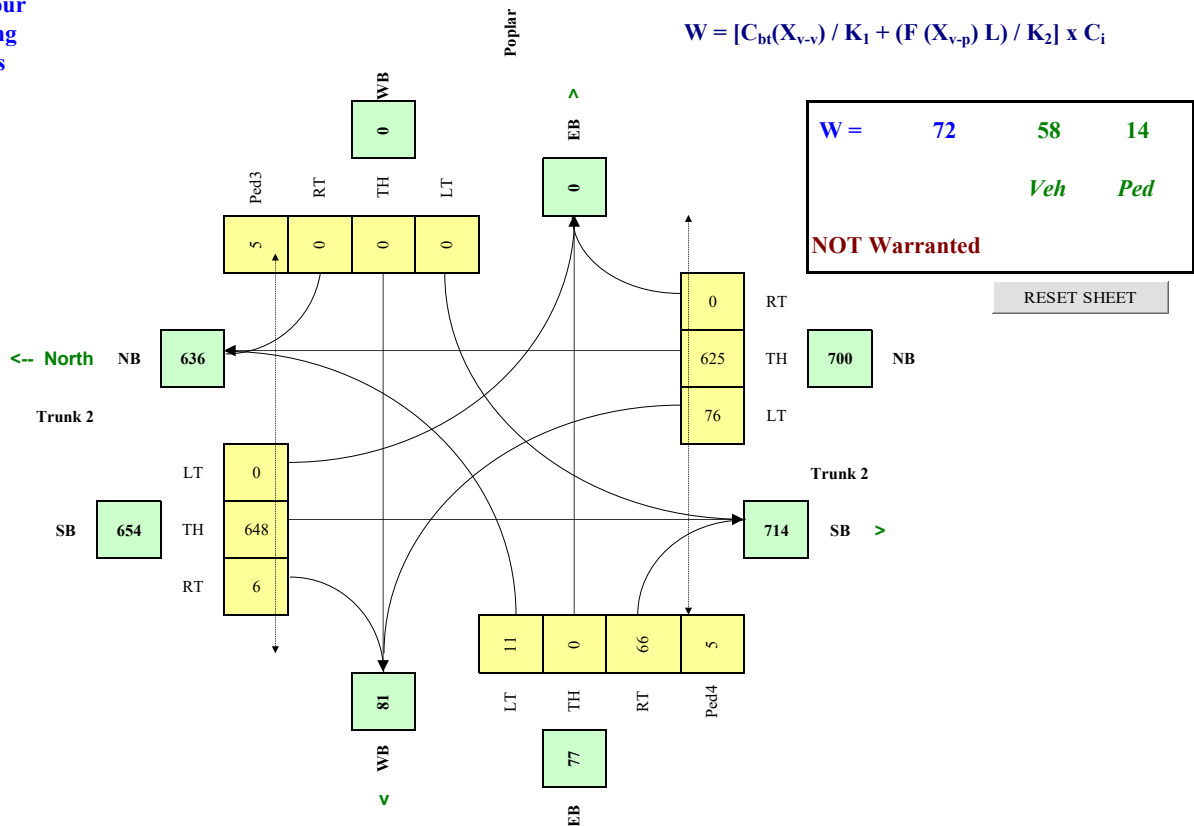 our
ng
s
Poplar
W = [Cbt(Xv-v) / K1 + (F (Xv-p) L) / K2] x Ci
WB
0
^
EB
0
W = 72 58 14
Veh Ped
NOT Warranted
RESET SHEET
Ped3 RT TH LT
5 0 0 0
0 RT
625 TH
76 LT
700 NB
<-- North NB 636
Trunk 2
LT 0
SB 654 TH 648
RT 6
Trunk 2
714 SB >
11 0 66 5
LT TH RT Ped4
81
WB
v
77
EB